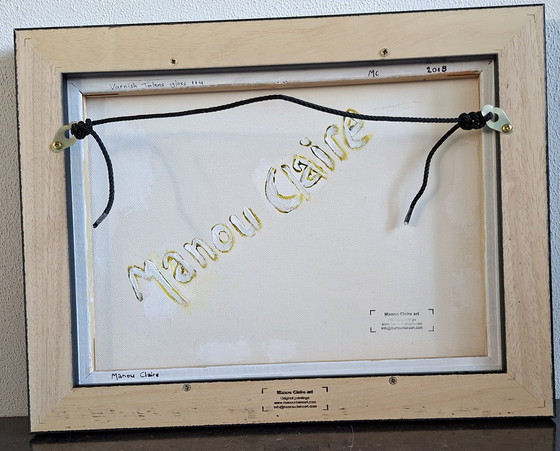 Varnish Talens gloss 114
MC 2018
Manou Claire
Manou Claire art
Manou Claire
Manou Claire art
Original paintings
www.manouclaireart.com
info@manouclaireart.com